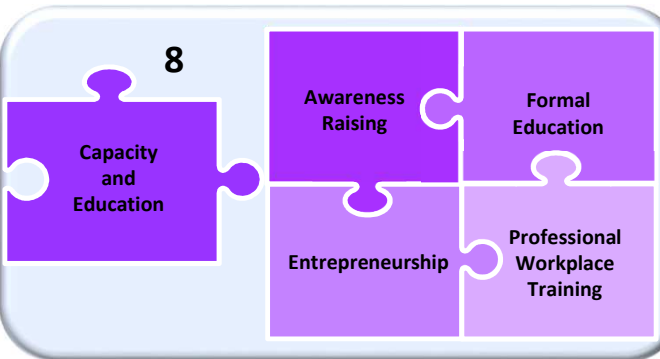 8
Capacity
and
Education
Awareness
Raising
Formal
Education
Entrepreneurship
Professional
Workplace
Training